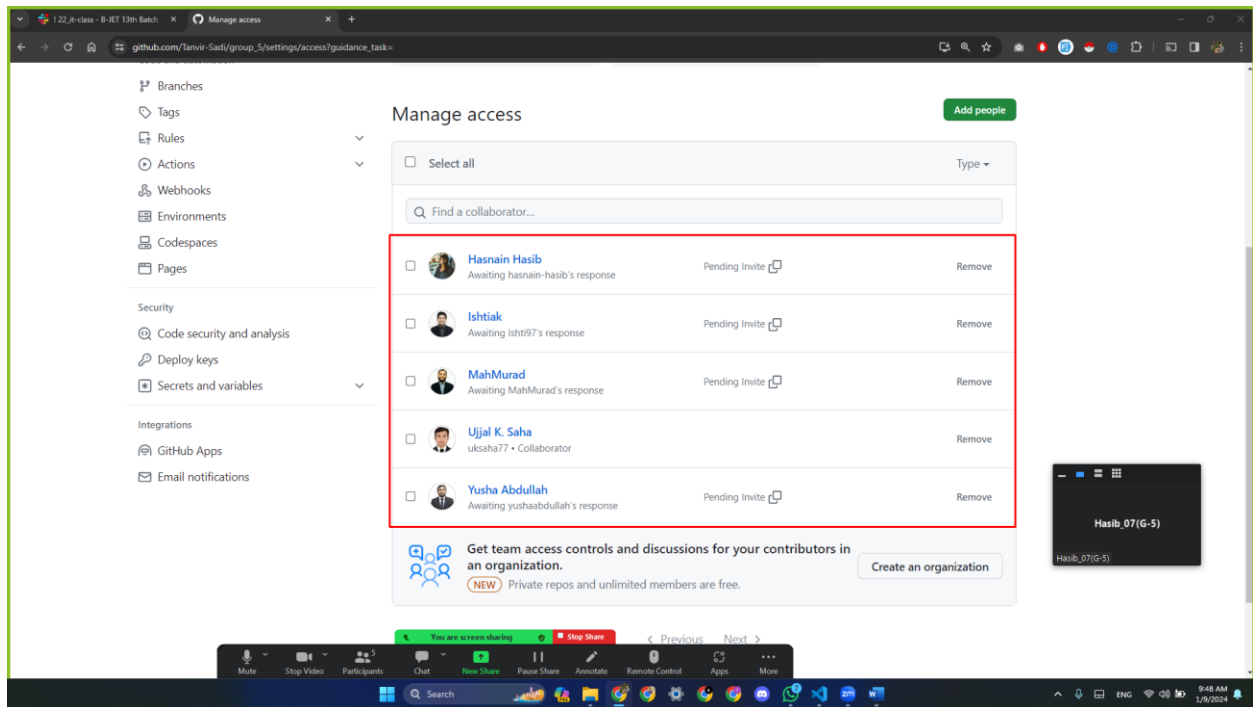 ! 22_it-class - B-JET 13th Batch
Manage access
github.com/Tanvir-Sadi/group_5/settings/access?guidance_task=
Branches
Tags
Rules
Actions
Webhooks
Environments
Codespaces
Pages
Security
Code security and analysis
Deploy keys
Secrets and variables
Integrations
GitHub Apps
Email notifications
Manage access
Add people
Select all
Type
Find a collaborator...
Hasnain Hasib
Awaiting hasnain-hasib's response
Pending Invite
Remove
Ishtiak
Awaiting Ishti97's response
Pending Invite
Remove
MahMurad
Awaiting MahMurad's response
Pending Invite
Remove
Ujjal K. Saha
uksaha77 • Collaborator
Remove
Yusha Abdullah
Awaiting yushaabdullah's response
Pending Invite
Remove
Get team access controls and discussions for your contributors in
an organization.
NEW Private repos and unlimited members are free.
Create an organization
Previous Next
Hasib_07(G-5)
Hasib_07(G-5)
You are screen sharing
Stop Share
Mute
Stop Video
Participants
5
Chat
New Share
Pause Share
Annotate
Remote Control
Apps
More
Search
ENG
9:48 AM
1/9/2024